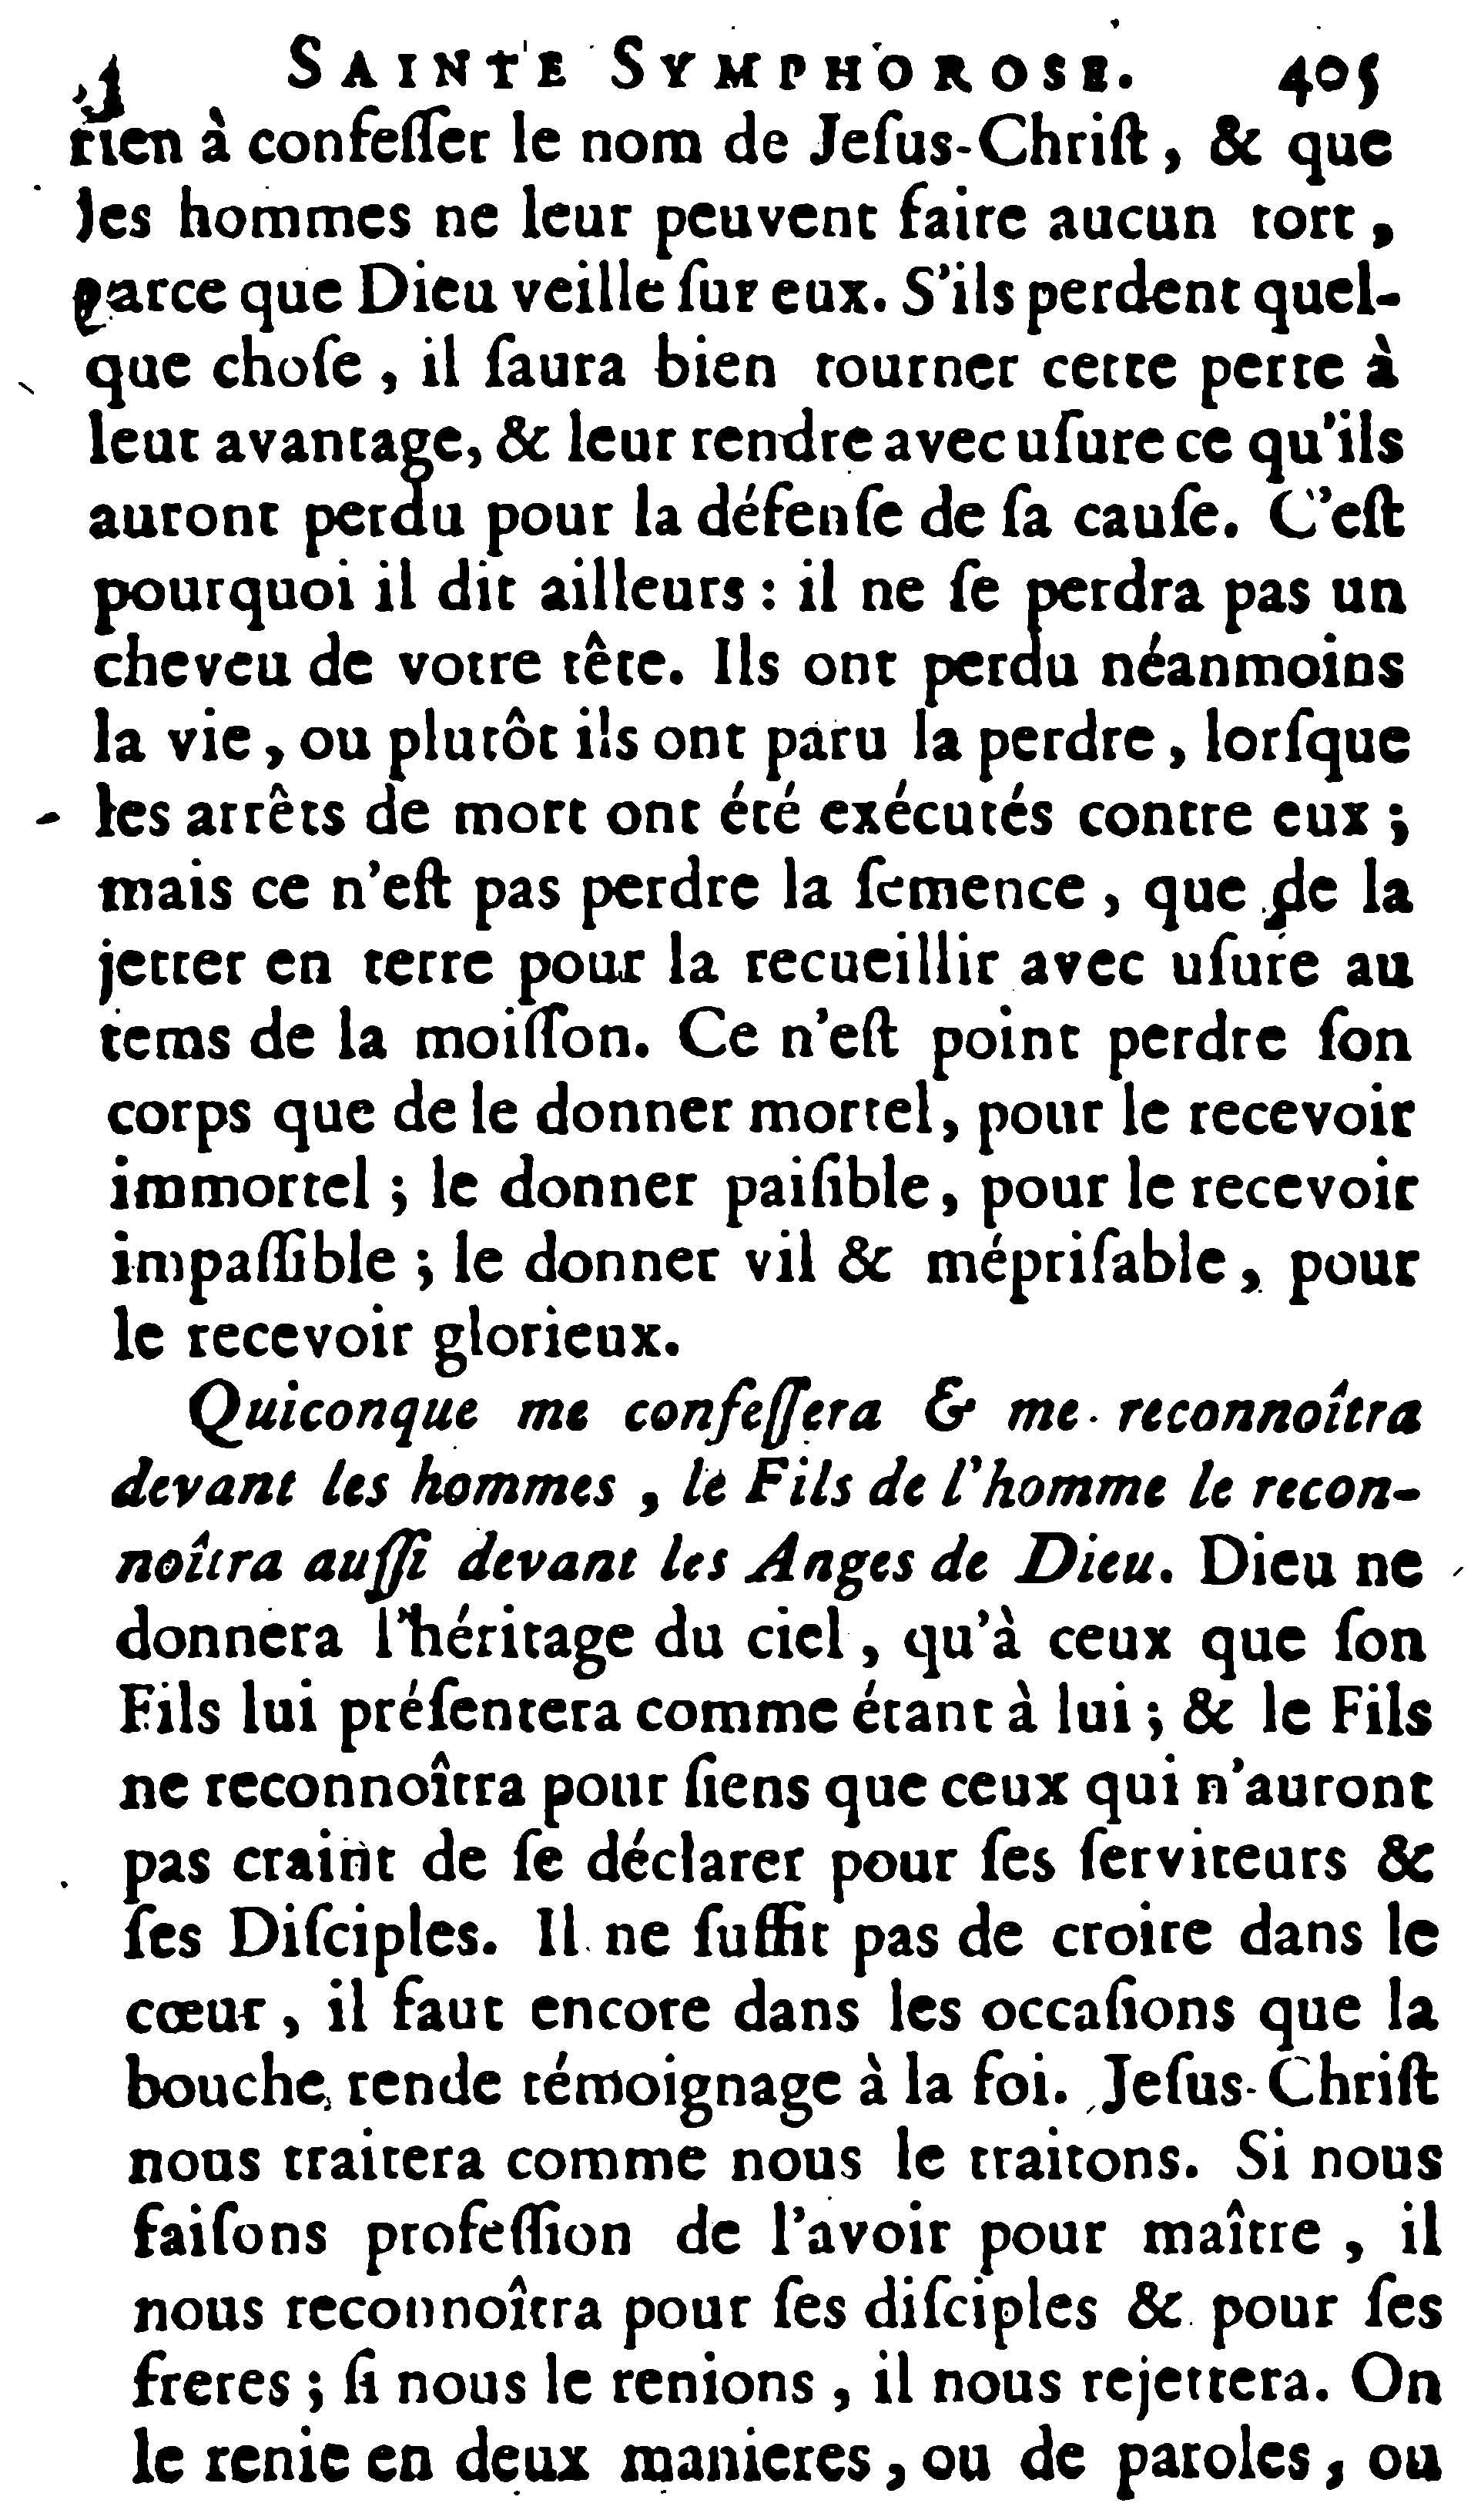 SAINTE SYMPHOROSE. 405
rien à confeſſer le nom de Jeſus-Chriſt, & que
les hommes ne leur peuvent faire aucun tort,
parce que Dieu veille ſur eux. S'ils perdent quel-
que choſe, il ſaura bien tourner cette perte à
leur avantage, & leur rendre avec uſure ce qu'ils
auront perdu pour la défenſe de ſa cauſe. C'eſt
pourquoi il dit ailleurs : il ne ſe perdra pas un
cheveu de votre tête. Ils ont perdu néanmoins
la vie, ou plutôt ils ont paru la perdre, lorſque
les arrêts de mort ont été exécutés contre eux ;
mais ce n'eſt pas perdre la ſemence, que de la
jetter en terre pour la recueillir avec uſure au
tems de la moiſſon. Ce n'eſt point perdre ſon
corps que de le donner mortel, pour le recevoir
immortel ; le donner paiſible, pour le recevoir
impaſſible ; le donner vil & mépriſable, pour
le recevoir glorieux.
Quiconque me confeſſera & me reconnoîtra
devant les hommes, le Fils de l'homme le recon-
noîtra auſſi devant les Anges de Dieu. Dieu ne
donnera l'héritage du ciel, qu'à ceux que ſon
Fils lui préſentera comme étant à lui ; & le Fils
ne reconnoîtra pour ſiens que ceux qui n'auront
pas craint de ſe déclarer pour ſes ſerviteurs &
ſes Diſciples. Il ne ſuffit pas de croire dans le
cœur, il faut encore dans les occaſions que la
bouche rende témoignage à la foi. Jeſus-Chriſt
nous traitera comme nous le traitons. Si nous
faiſons profeſſion de l'avoir pour maître, il
nous reconnoîtra pour ſes diſciples & pour ſes
freres ; ſi nous le renions, il nous rejettera. On
le renie en deux manieres, ou de paroles, ou